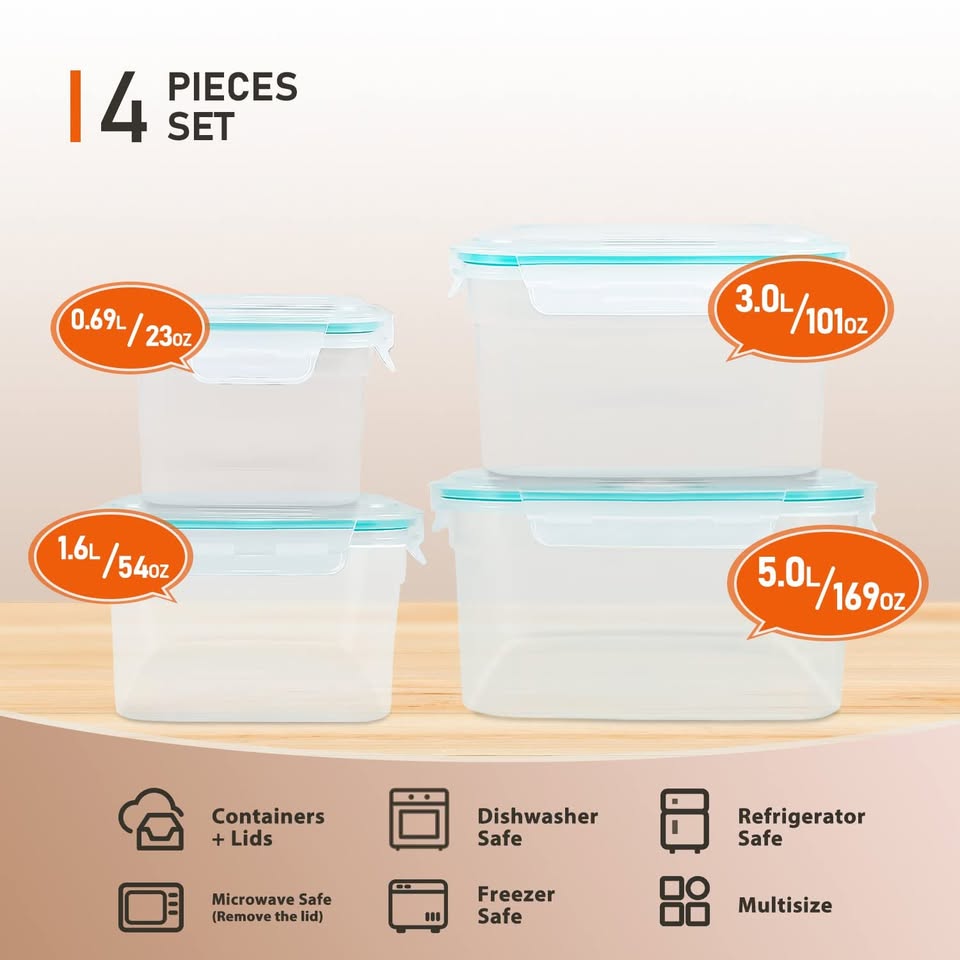 4 PIECES
SET
0.69L/23OZ
3.0L/101OZ
1.6L/54OZ
5.0L/169OZ
Containers
+ Lids
Dishwasher
Safe
Refrigerator
Safe
Microwave Safe
(Remove the lid)
Freezer
Safe
Multisize